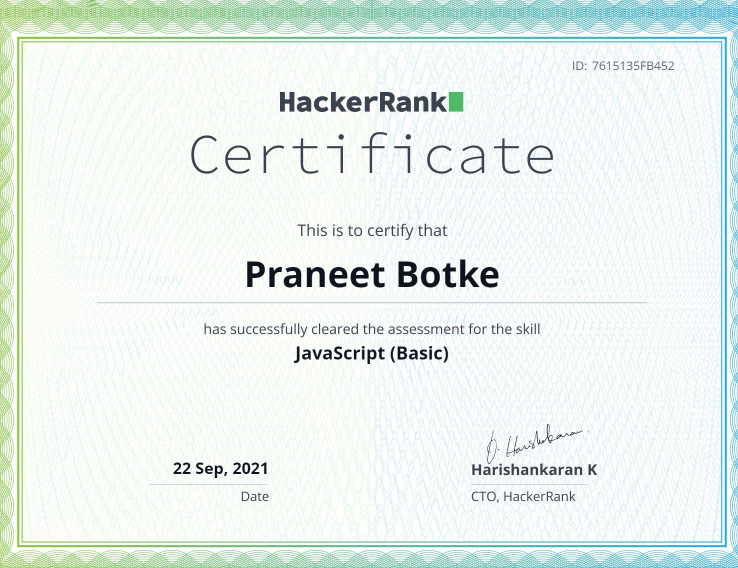 ID: 7615135FB452
HackerRank
Certificate
This is to certify that
Praneet Botke
has successfully cleared the assessment for the skill
JavaScript (Basic)
22 Sep, 2021
Date
Harishankaran K
CTO, HackerRank